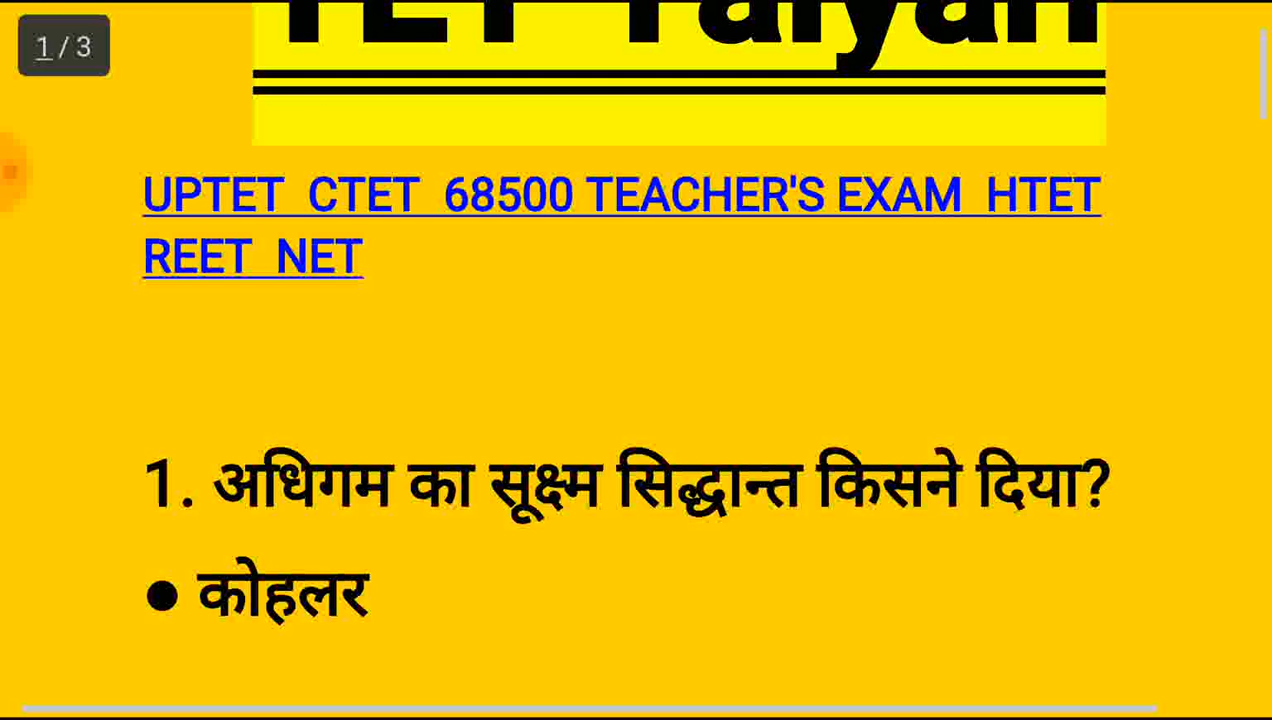 1 / 3
UPTET CTET 68500 TEACHER'S EXAM HTET
REET NET
1. अधिगम का सूक्ष्म सिद्धान्त किसने दिया?
● कोहलर